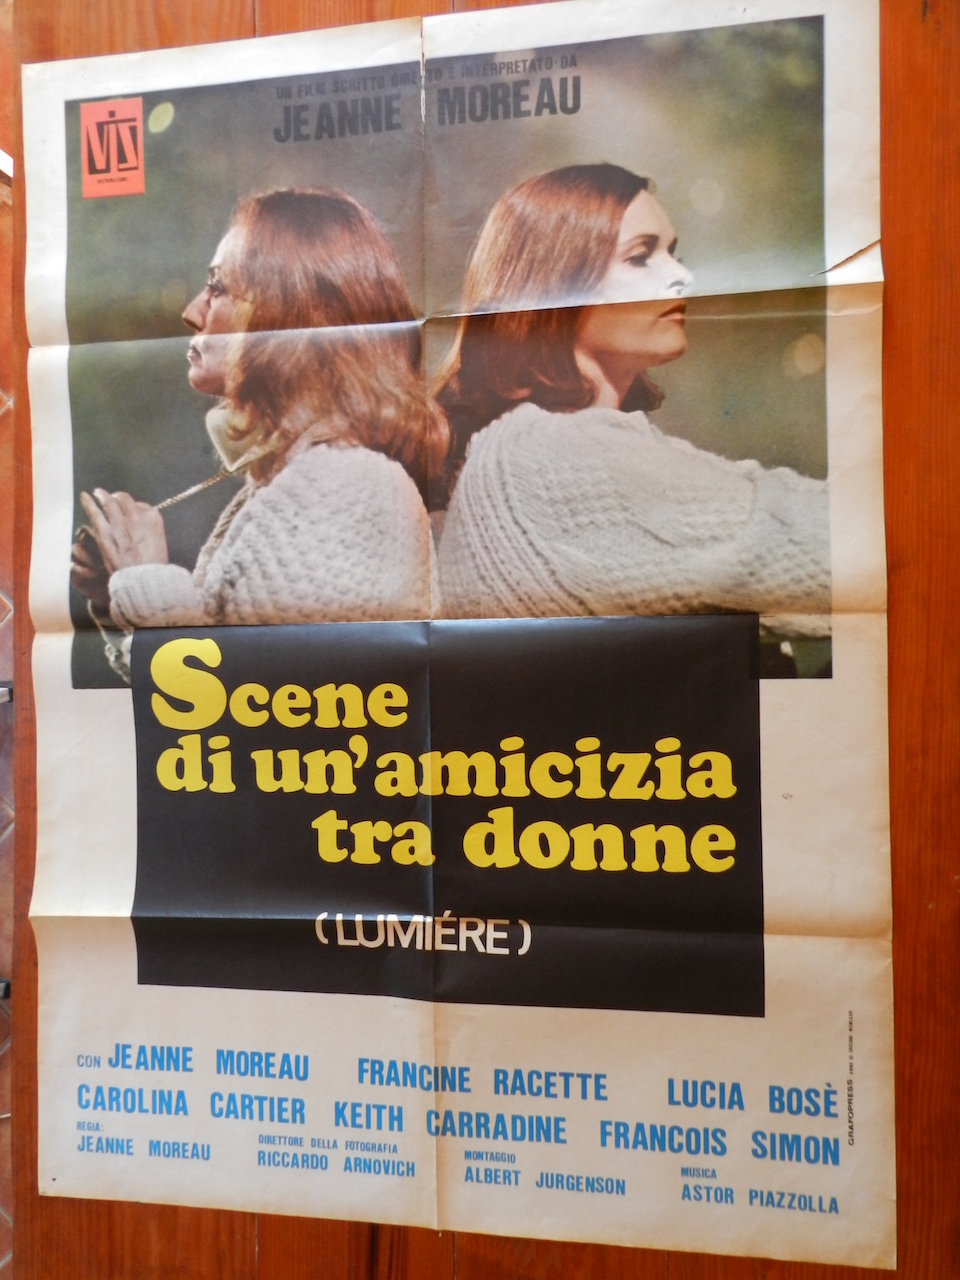 UN FILM SCRITTO DIRETTO E INTERPRETATO DA
JEANNE MOREAU
VIS
Scene
di un'amicizia
tra donne
(LUMIÉRE)
CON JEANNE MOREAU FRANCINE RACETTE LUCIA BOSÈ
CAROLINA CARTIER KEITH CARRADINE FRANCOIS SIMON
REGIA:
JEANNE MOREAU
DIRETTORE DELLA FOTOGRAFIA
RICCARDO ARNOVICH
MONTAGGIO
ALBERT JURGENSON
MUSICA
ASTOR PIAZZOLLA
GRAFOPRESS